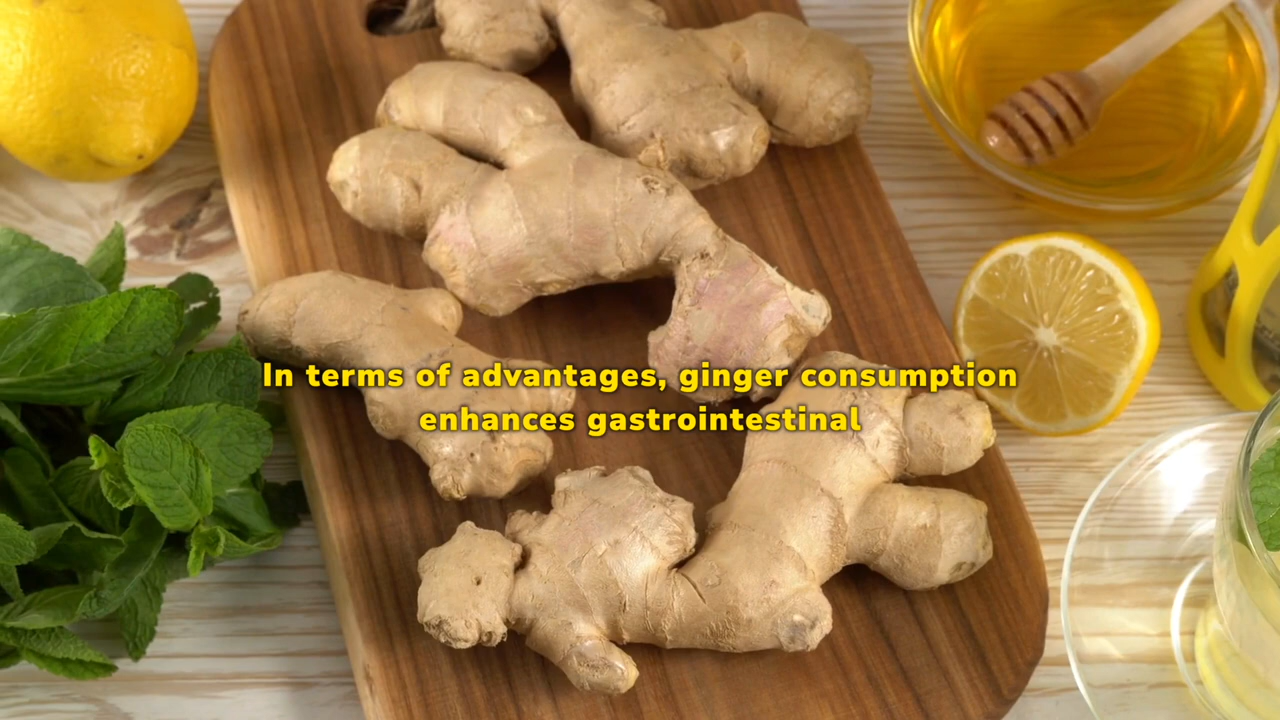 In terms of advantages, ginger consumption
enhances gastrointestinal